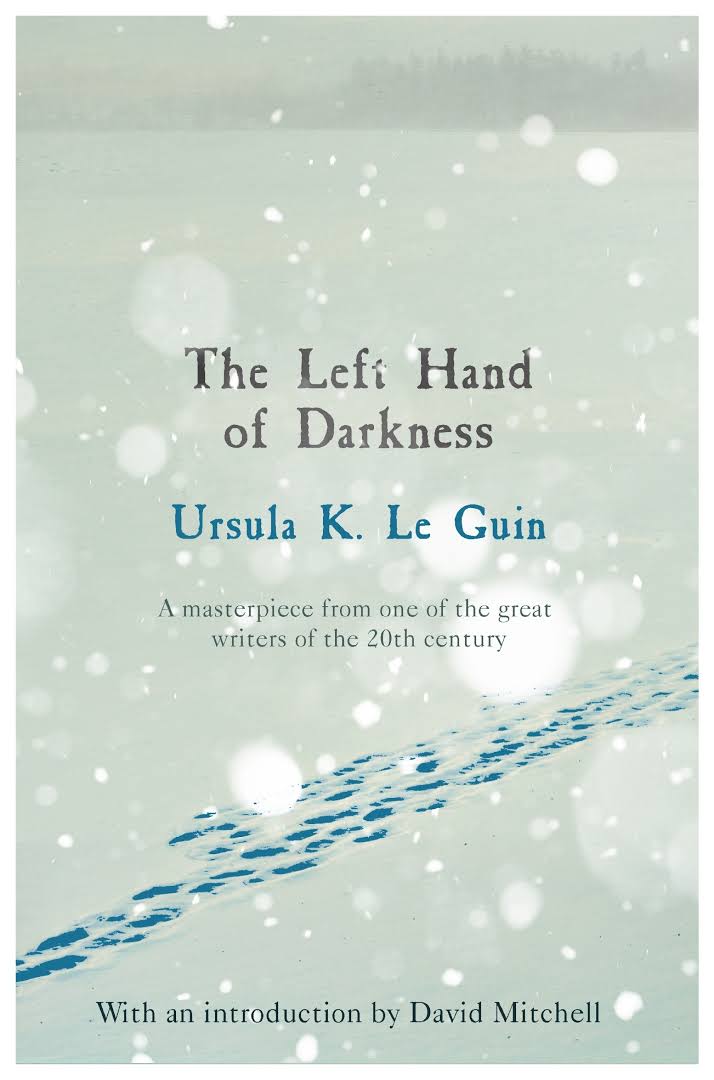 The Left Hand
of Darkness
Ursula K. Le Guin
A masterpiece from one of the great
writers of the 20th century
With an introduction by David Mitchell